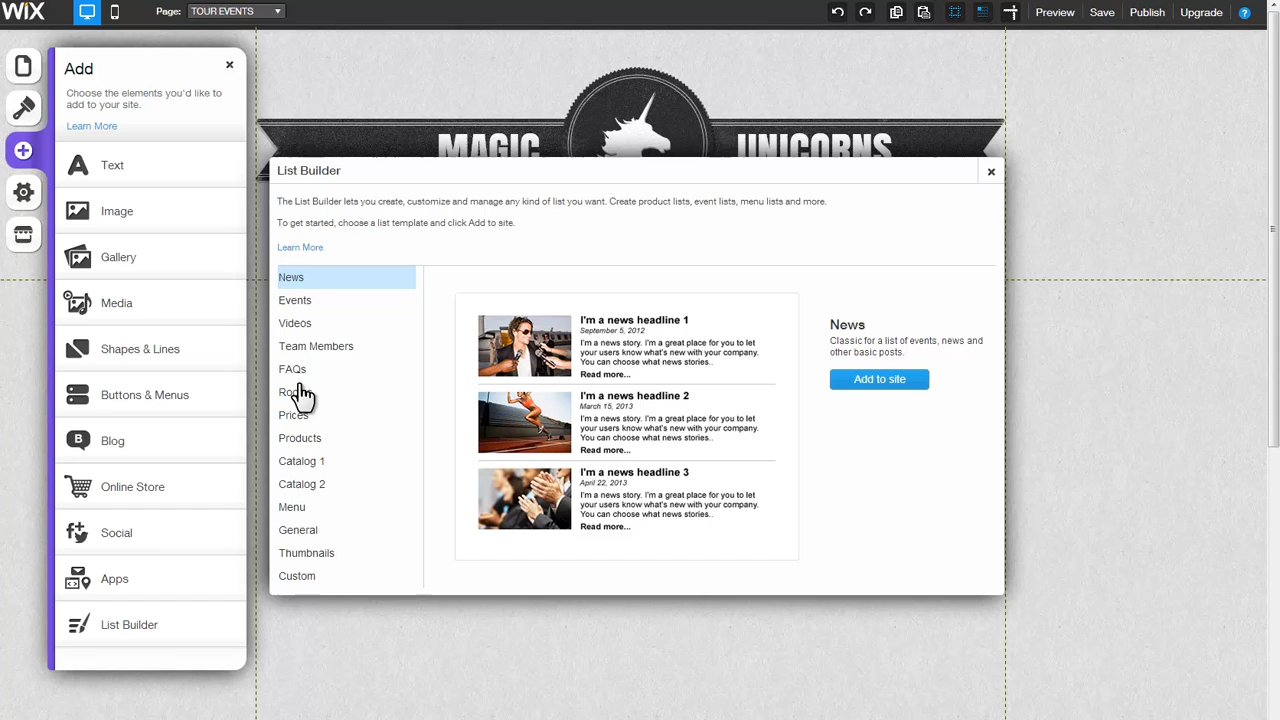 WiX
Page:
TOUR EVENTS
Preview
Save
Publish
Upgrade
?
Add
Choose the elements you'd like to
add to your site.
Learn More
Text
Image
Gallery
Media
Shapes & Lines
Buttons & Menus
Blog
Online Store
Social
Apps
List Builder
MAGIC
UNICORNS
List Builder
The List Builder lets you create, customize and manage any kind of list you want. Create product lists, event lists, menu lists and more.
To get started, choose a list template and click Add to site.
Learn More
News
Events
Videos
Team Members
FAQs
Prices
Products
Catalog 1
Catalog 2
Menu
General
Thumbnails
Custom
I'm a news headline 1
September 5, 2012
I'm a news story. I'm a great place for you to let
your users know what's new with your company.
You can choose what news stories..
Read more...
I'm a news headline 2
March 15, 2013
I'm a news story. I'm a great place for you to let
your users know what's new with your company.
You can choose what news stories..
Read more...
I'm a news headline 3
April 22, 2013
I'm a news story. I'm a great place for you to let
your users know what's new with your company.
You can choose what news stories..
Read more...
News
Classic for a list of events, news and
other basic posts.
Add to site